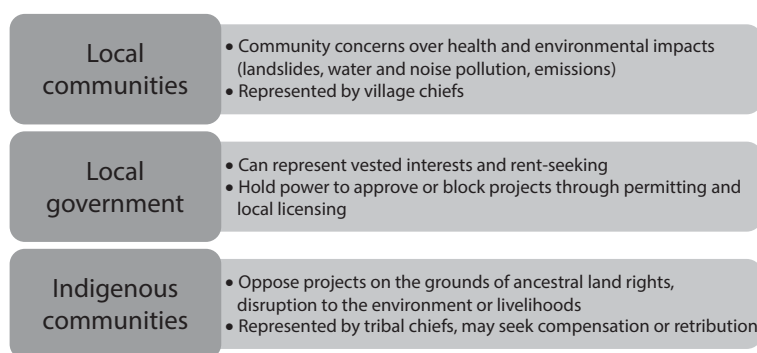 Local
communities
• Community concerns over health and environmental impacts
(landslides, water and noise pollution, emissions)
• Represented by village chiefs
Local
government
• Can represent vested interests and rent-seeking
• Hold power to approve or block projects through permitting and
local licensing
Indigenous
communities
• Oppose projects on the grounds of ancestral land rights,
disruption to the environment or livelihoods
• Represented by tribal chiefs, may seek compensation or retribution